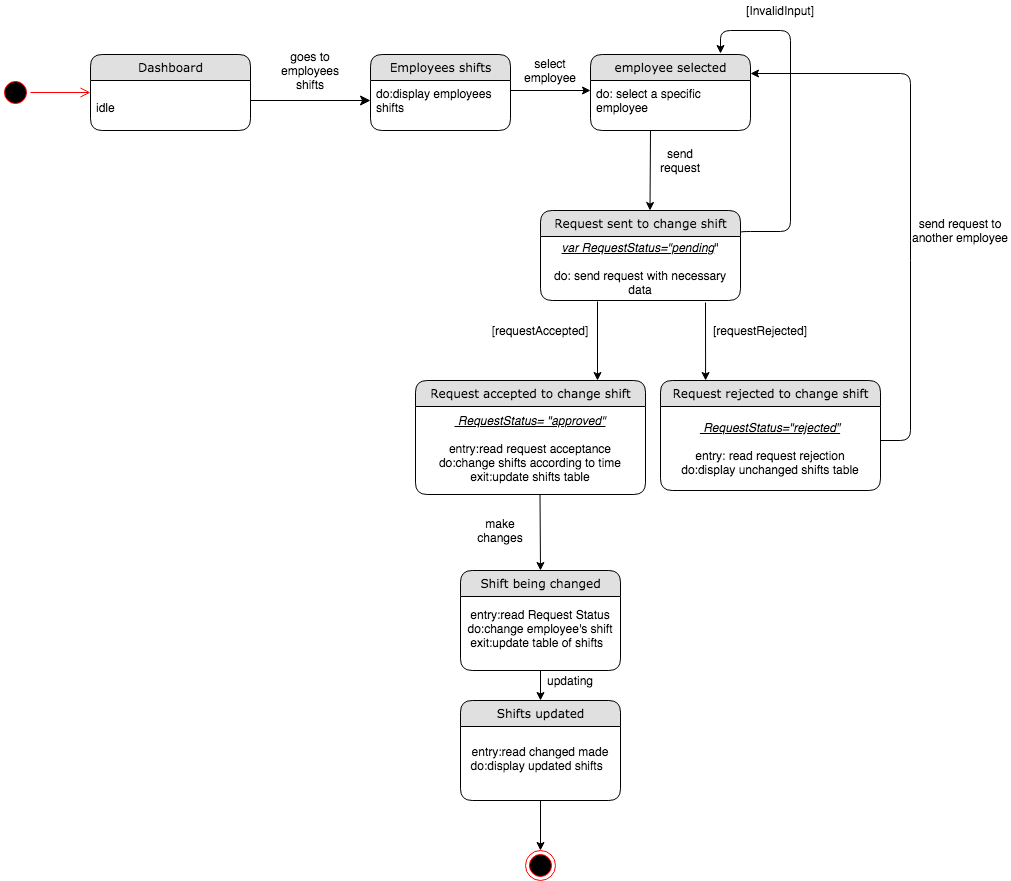 [InvalidInput]
Dashboard
idle
goes to
employees
shifts
Employees shifts
do:display employees
shifts
select
employee
employee selected
do: select a specific
employee
send
request
send request to
another employee
Request sent to change shift
var RequestStatus="pending"
do: send request with necessary
data
[requestAccepted]
[requestRejected]
Request accepted to change shift
RequestStatus= "approved"
entry:read request acceptance
do:change shifts according to time
exit:update shifts table
Request rejected to change shift
RequestStatus="rejected"
entry: read request rejection
do:display unchanged shifts table
make
changes
Shift being changed
entry:read Request Status
do:change employee's shift
exit:update table of shifts
updating
Shifts updated
entry:read changed made
do:display updated shifts